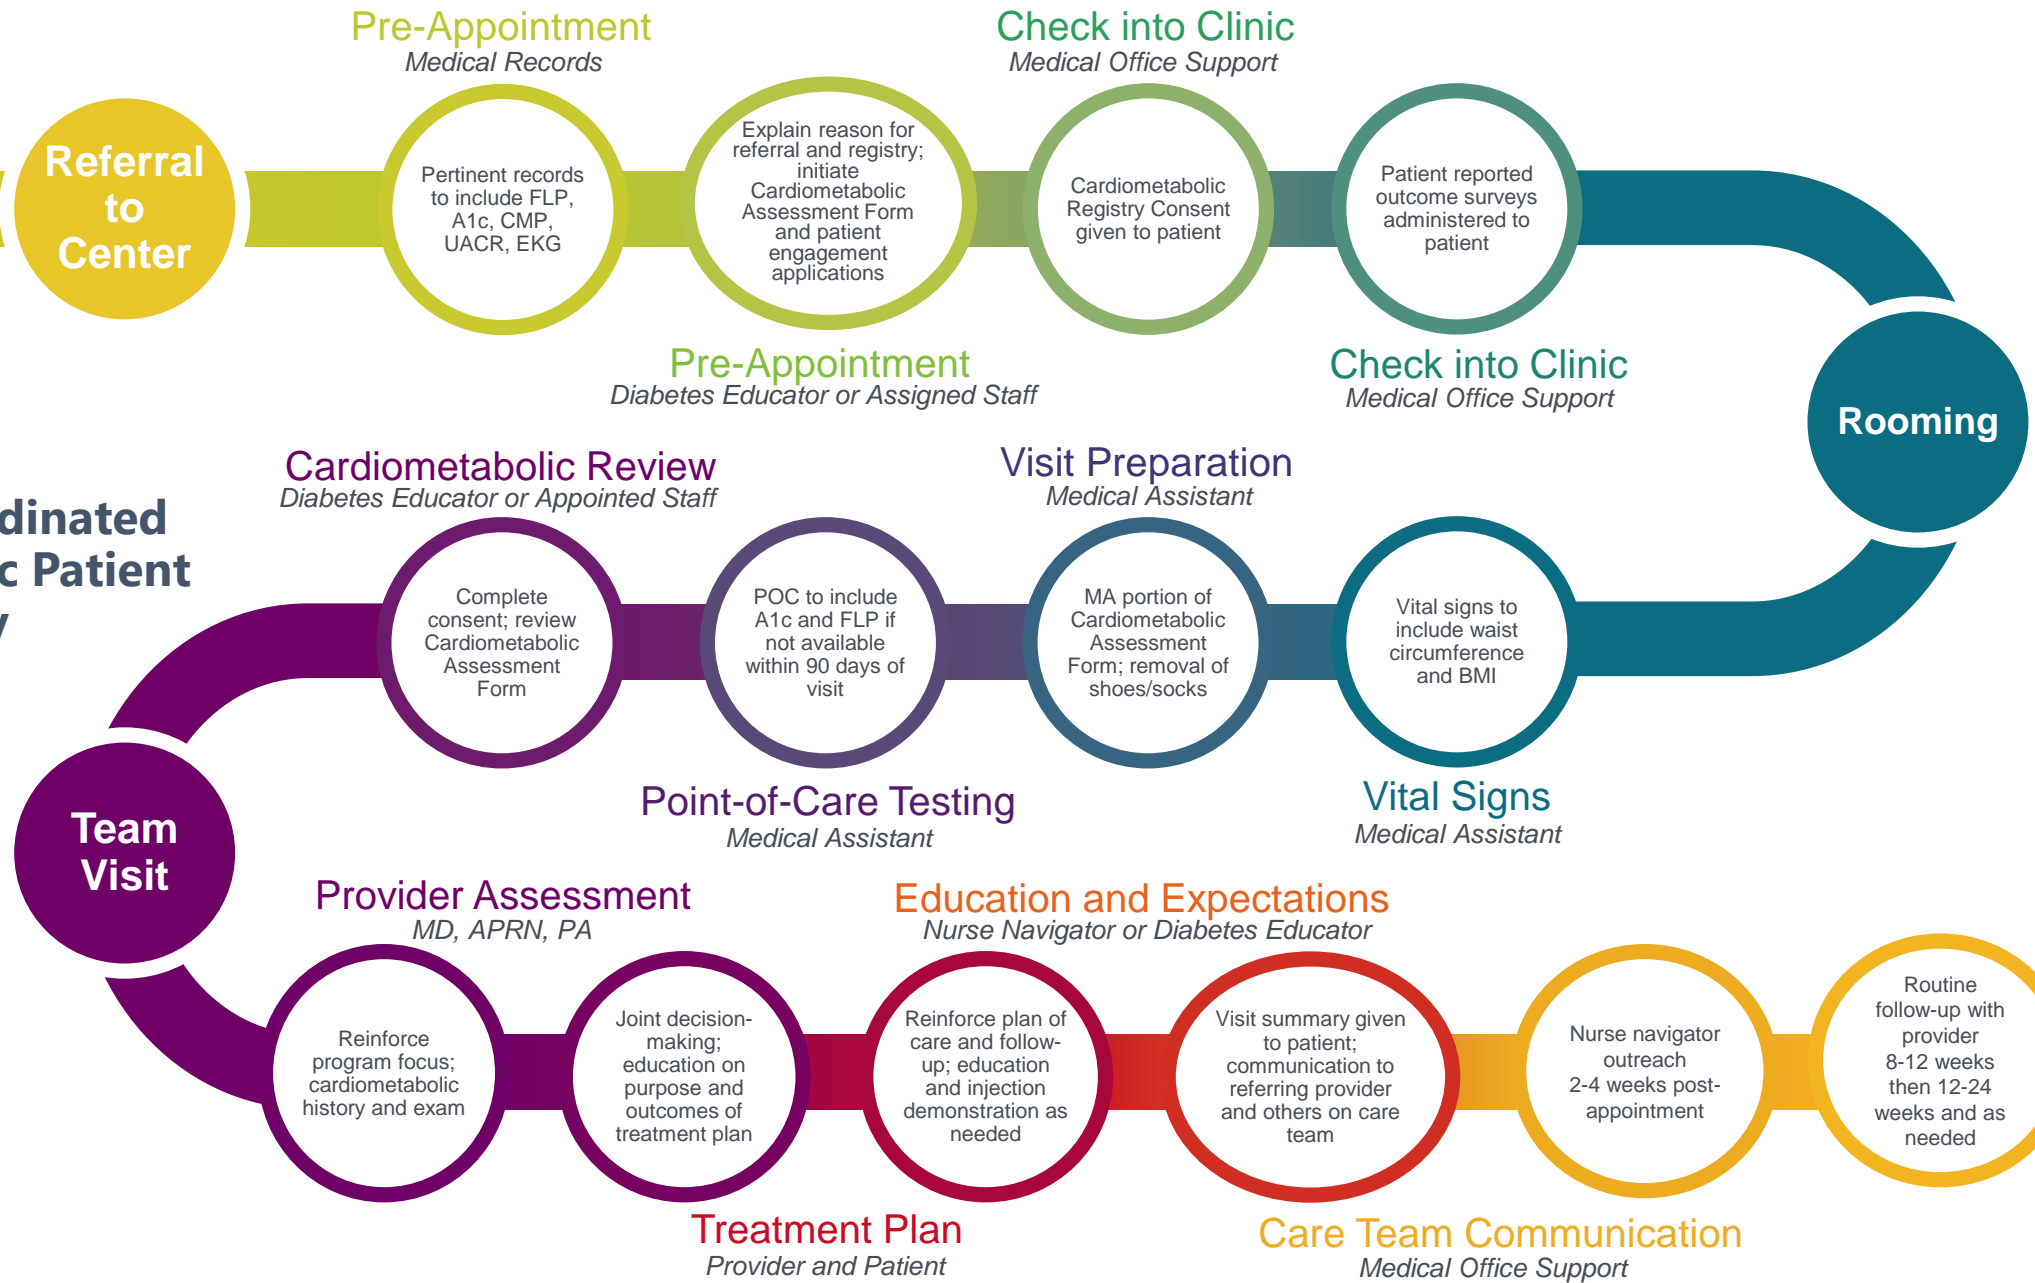 Pre-Appointment
Medical Records
Check into Clinic
Medical Office Support
Referral
to
Center
Pertinent records
to include FLP,
A1c, CMP,
UACR, EKG
Explain reason for
referral and registry;
initiate
Cardiometabolic
Assessment Form
and patient
engagement
applications
Cardiometabolic
Registry Consent
given to patient
Patient reported
outcome surveys
administered to
patient
Pre-Appointment
Diabetes Educator or Assigned Staff
Check into Clinic
Medical Office Support
Rooming
dinated
c Patient
y
Cardiometabolic Review
Diabetes Educator or Appointed Staff
Visit Preparation
Medical Assistant
Complete
consent; review
Cardiometabolic
Assessment
Form
POC to include
A1c and FLP if
not available
within 90 days of
visit
MA portion of
Cardiometabolic
Assessment
Form; removal of
shoes/socks
Vital signs to
include waist
circumference
and BMI
Point-of-Care Testing
Medical Assistant
Vital Signs
Medical Assistant
Team
Visit
Provider Assessment
MD, APRN, PA
Education and Expectations
Nurse Navigator or Diabetes Educator
Reinforce
program focus;
cardiometabolic
history and exam
Joint decision-
making;
education on
purpose and
outcomes of
treatment plan
Reinforce plan of
care and follow-
up; education
and injection
demonstration as
needed
Visit summary given
to patient;
communication to
referring provider
and others on care
team
Nurse navigator
outreach
2-4 weeks post-
appointment
Routine
follow-up with
provider
8-12 weeks
then 12-24
weeks and as
needed
Treatment Plan
Provider and Patient
Care Team Communication
Medical Office Support